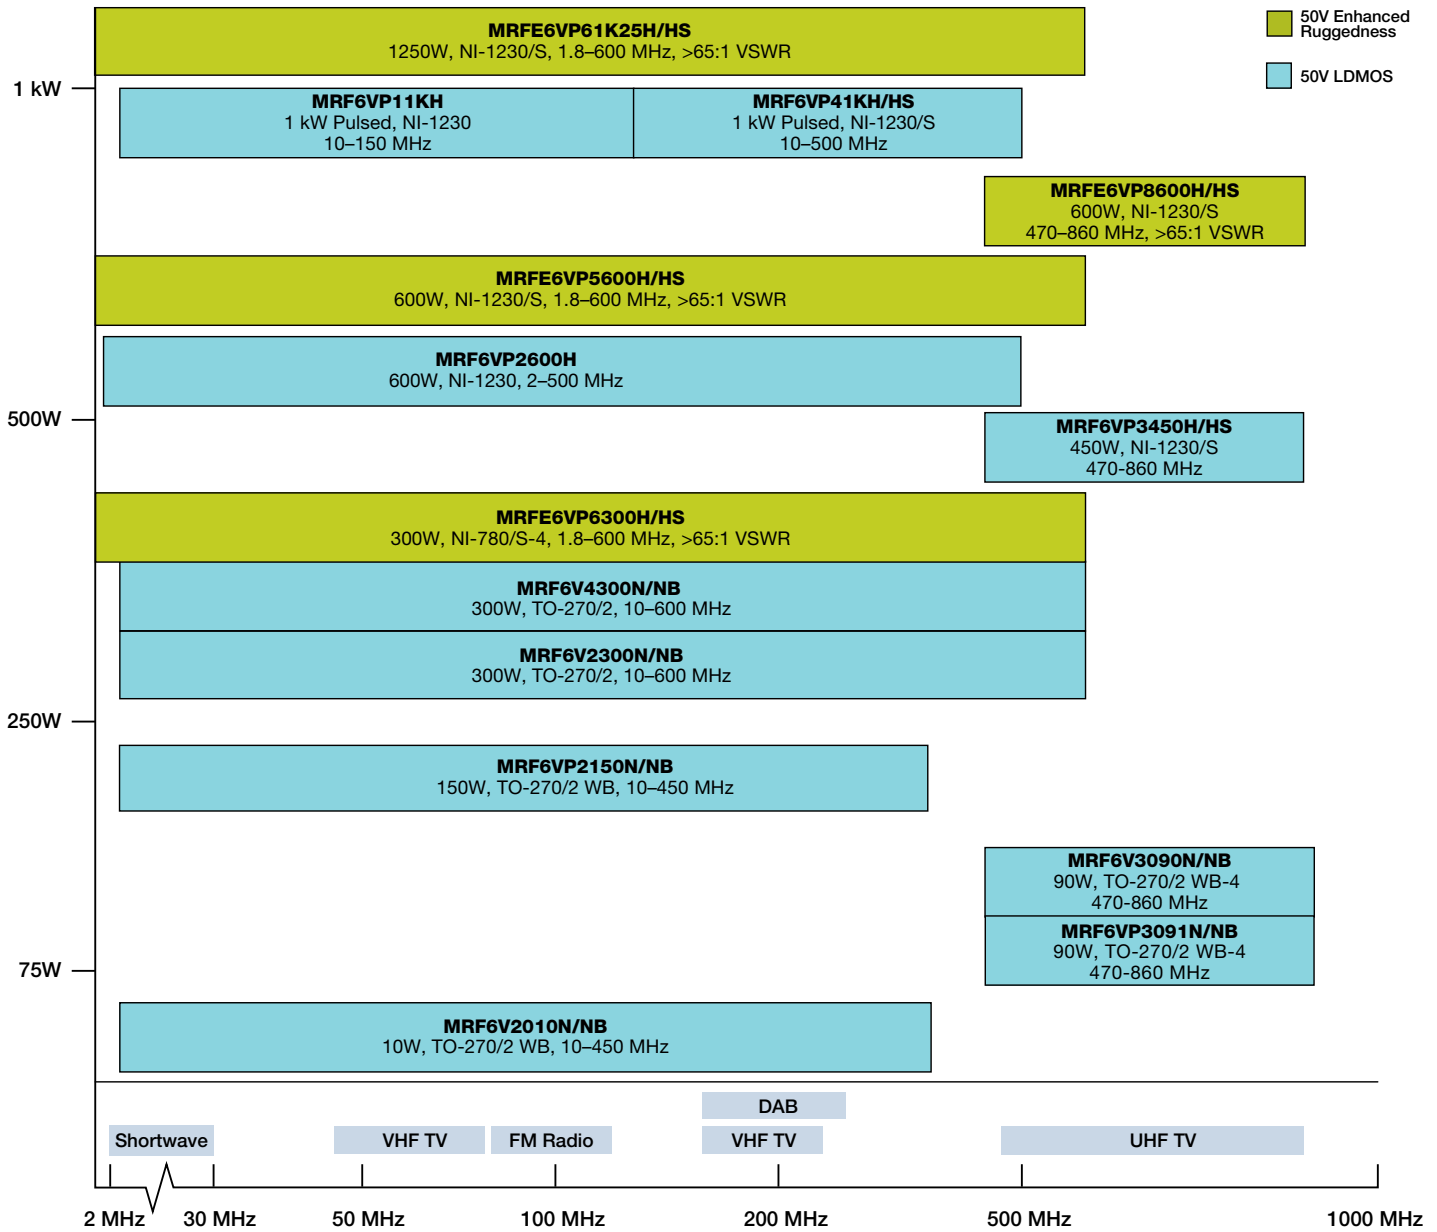 50V Enhanced
Ruggedness
50V LDMOS
MRFE6VP61K25H/HS
1250W, NI-1230/S, 1.8–600 MHz, >65:1 VSWR
1 kW
MRF6VP11KH
1 kW Pulsed, NI-1230
10–150 MHz
MRF6VP41KH/HS
1 kW Pulsed, NI-1230/S
10–500 MHz
MRFE6VP8600H/HS
600W, NI-1230/S
470–860 MHz, >65:1 VSWR
MRFE6VP5600H/HS
600W, NI-1230/S, 1.8–600 MHz, >65:1 VSWR
MRF6VP2600H
600W, NI-1230, 2–500 MHz
500W
MRF6VP3450H/HS
450W, NI-1230/S
470-860 MHz
MRFE6VP6300H/HS
300W, NI-780/S-4, 1.8–600 MHz, >65:1 VSWR
MRF6V4300N/NB
300W, TO-270/2, 10–600 MHz
MRF6V2300N/NB
300W, TO-270/2, 10–600 MHz
250W
MRF6VP2150N/NB
150W, TO-270/2 WB, 10–450 MHz
MRF6V3090N/NB
90W, TO-270/2 WB-4
470-860 MHz
MRF6VP3091N/NB
90W, TO-270/2 WB-4
470-860 MHz
75W
MRF6V2010N/NB
10W, TO-270/2 WB, 10–450 MHz
DAB
Shortwave
VHF TV
FM Radio
VHF TV
UHF TV
2 MHz
30 MHz
50 MHz
100 MHz
200 MHz
500 MHz
1000 MHz